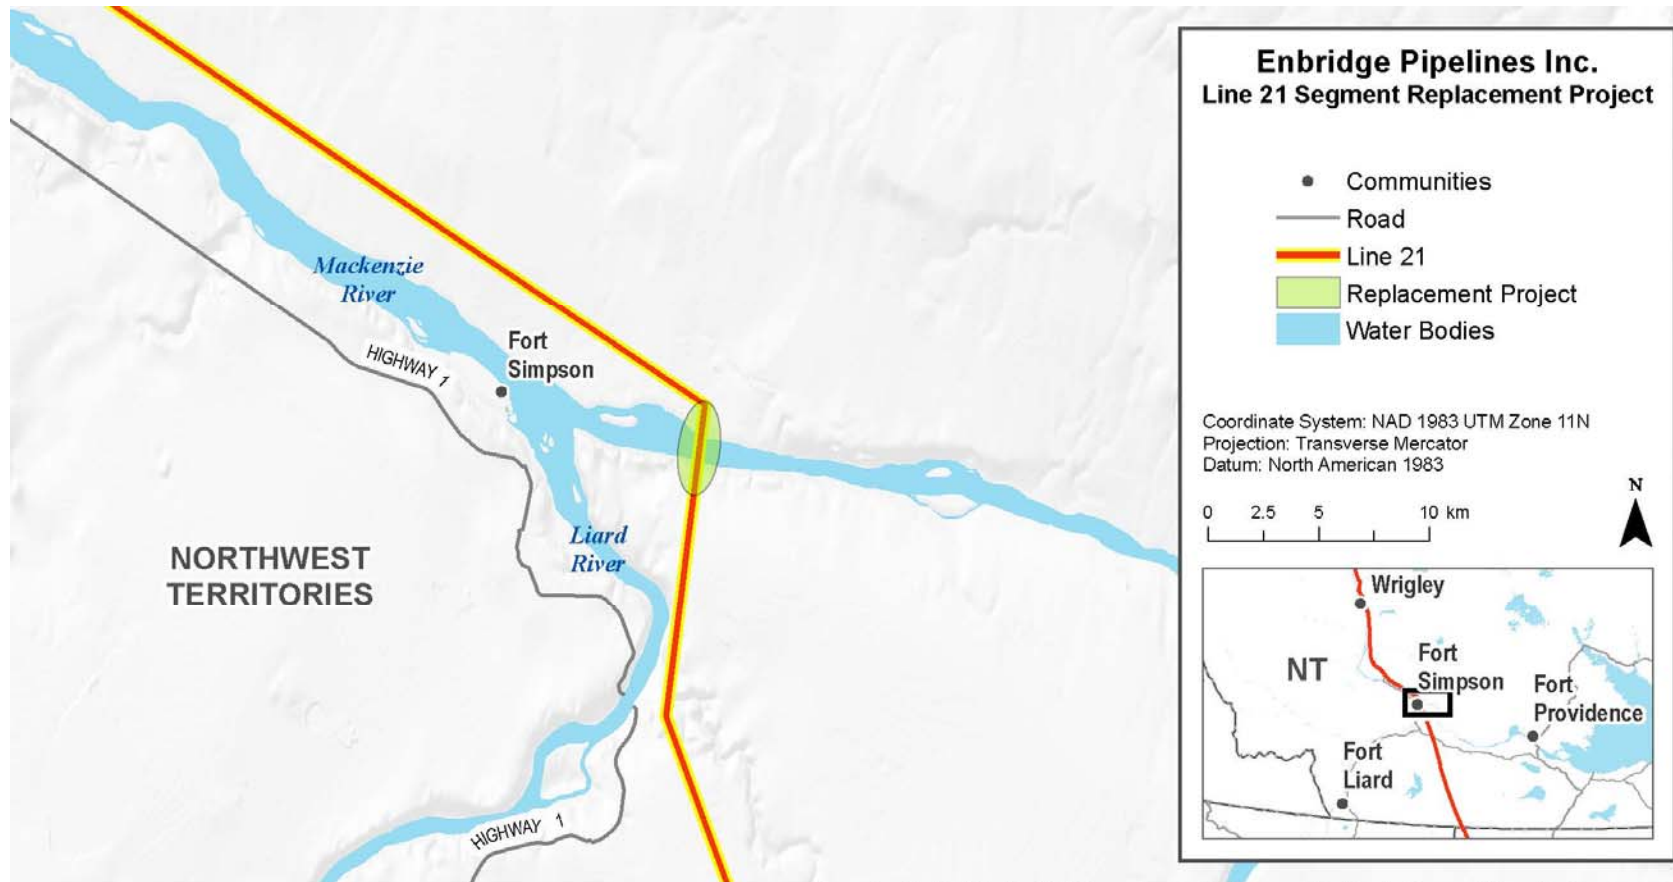 Mackenzie
River
Fort
Simpson
HIGHWAY 1
Liard
River
NORTHWEST
TERRITORIES
HIGHWAY 1
Enbridge Pipelines Inc.
Line 21 Segment Replacement Project
Communities
Road
Line 21
Replacement Project
Water Bodies
Coordinate System: NAD 1983 UTM Zone 11N
Projection: Transverse Mercator
Datum: North American 1983
N
0 2.5 5 10 km
Wrigley
NT
Fort
Simpson
Fort
Providence
Fort
Liard